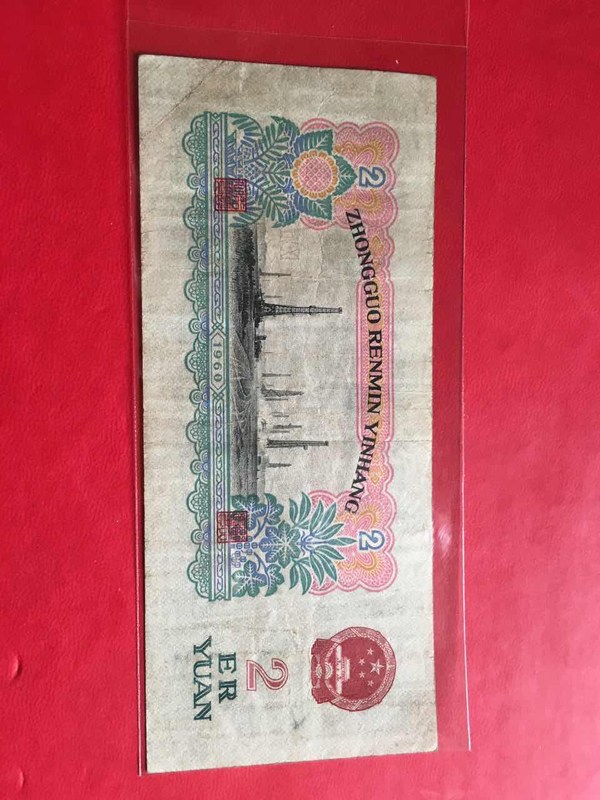 ZHONGGUO RENMIN YINHANG
2
2
1960
2
ER
YUAN